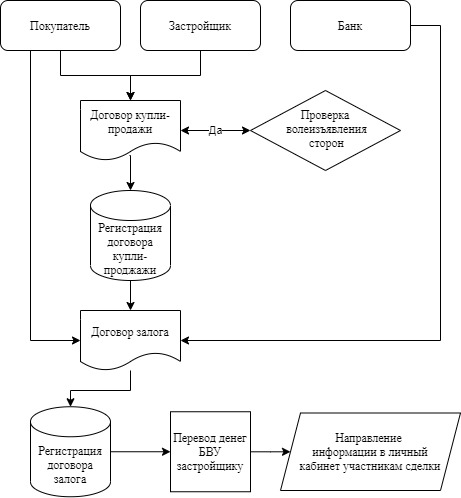 Покупатель
Застройщик
Банк
Договор купли-
продажи
Да
Проверка
волеизъявления
сторон
Регистрация
договора
купли-
проджажи
Договор залога
Регистрация
договора
залога
Перевод денег
БВУ
застройщику
Направление
информации в личный
кабинет участникам сделки